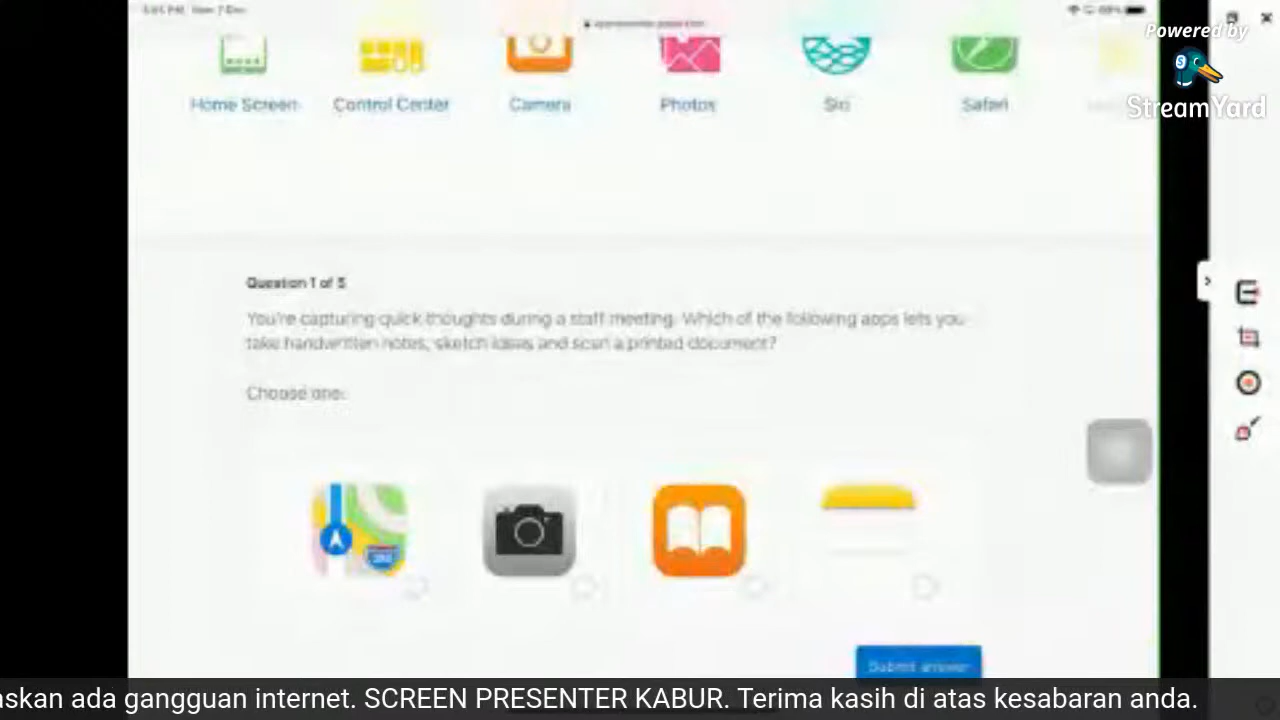 Powered by
StreamYard
Home Screen Control Center Camera Photos Siri Safari
Question 1 of 5
You're capturing quick thoughts during a staff meeting. Which of the following apps lets you
take handwritten notes, sketch ideas and scan a printed document?
Choose one:
280
Submit answer
askan ada gangguan internet. SCREEN PRESENTER KABUR. Terima kasih di atas kesabaran anda.